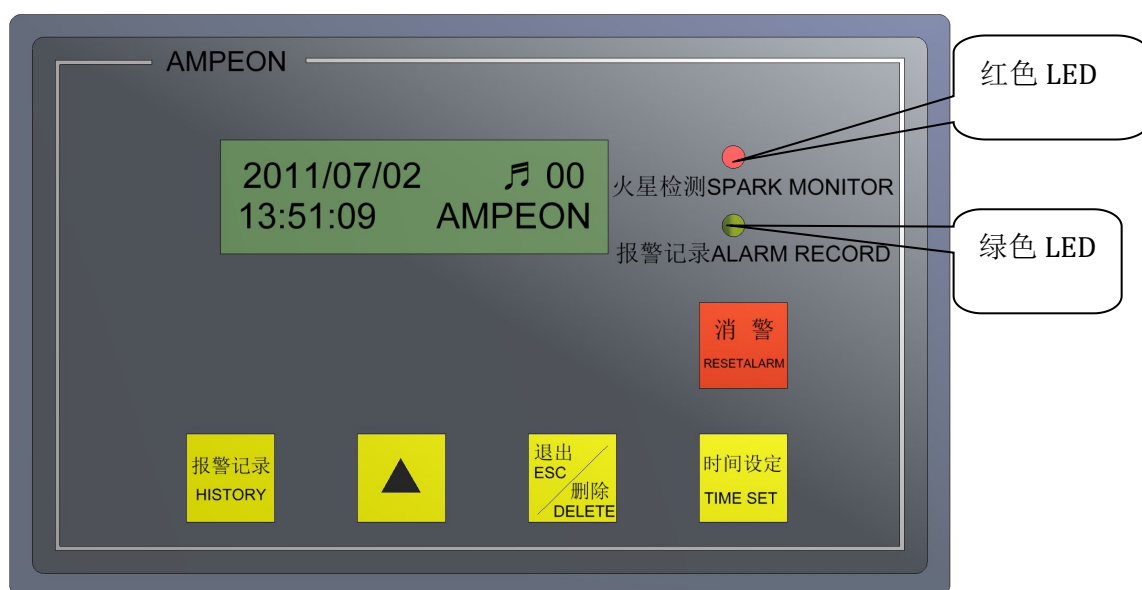 AMPEON
红色 LED
2011/07/02 ♬ 00
13:51:09 AMPEON
火星检测SPARK MONITOR
报警记录ALARM RECORD
绿色 LED
消 警
RESETALARM
报警记录
HISTORY
▲
退出
ESC
删除
DELETE
时间设定
TIME SET